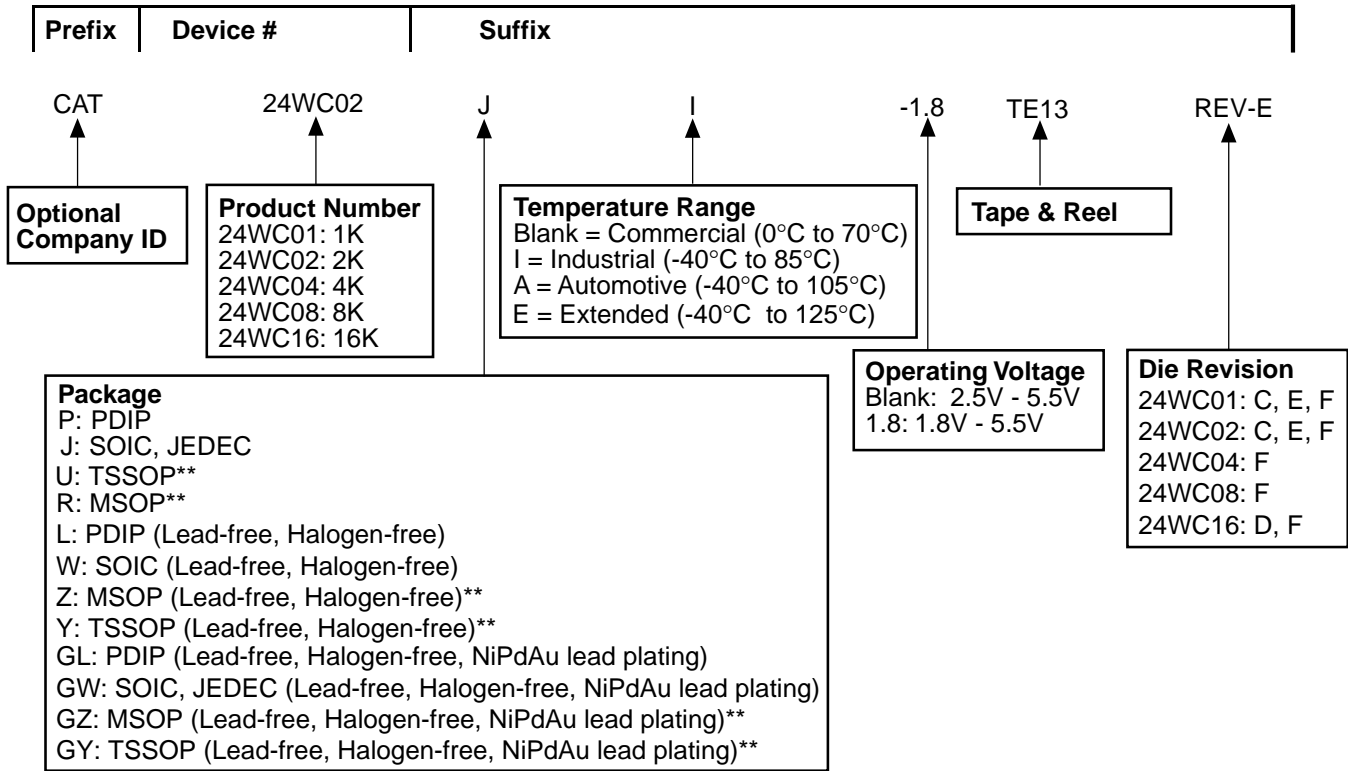 Prefix Device # Suffix
CAT 24WC02 J I -1.8 TE13 REV-E
Optional
Company ID
Product Number
24WC01: 1K
24WC02: 2K
24WC04: 4K
24WC08: 8K
24WC16: 16K
Temperature Range
Blank = Commercial (0°C to 70°C)
I = Industrial (-40°C to 85°C)
A = Automotive (-40°C to 105°C)
E = Extended (-40°C to 125°C)
Tape & Reel
Package
P: PDIP
J: SOIC, JEDEC
U: TSSOP**
R: MSOP**
L: PDIP (Lead-free, Halogen-free)
W: SOIC (Lead-free, Halogen-free)
Z: MSOP (Lead-free, Halogen-free)**
Y: TSSOP (Lead-free, Halogen-free)**
GL: PDIP (Lead-free, Halogen-free, NiPdAu lead plating)
GW: SOIC, JEDEC (Lead-free, Halogen-free, NiPdAu lead plating)
GZ: MSOP (Lead-free, Halogen-free, NiPdAu lead plating)**
GY: TSSOP (Lead-free, Halogen-free, NiPdAu lead plating)**
Operating Voltage
Blank: 2.5V - 5.5V
1.8: 1.8V - 5.5V
Die Revision
24WC01: C, E, F
24WC02: C, E, F
24WC04: F
24WC08: F
24WC16: D, F